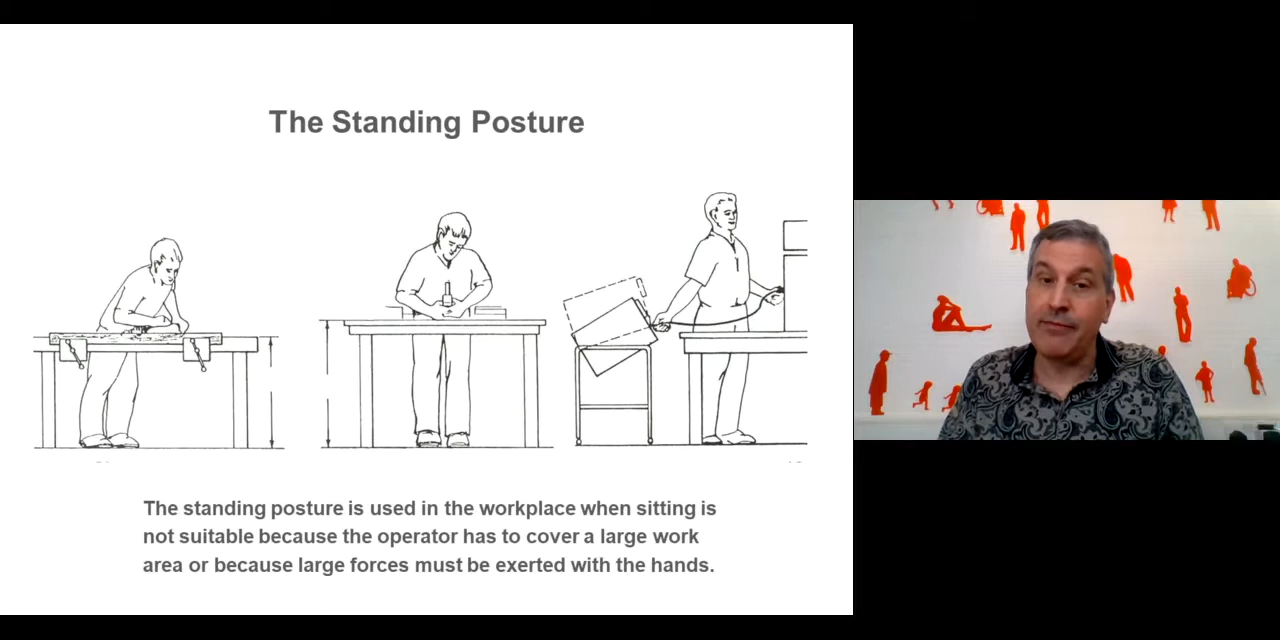 The Standing Posture
The standing posture is used in the workplace when sitting is
not suitable because the operator has to cover a large work
area or because large forces must be exerted with the hands.